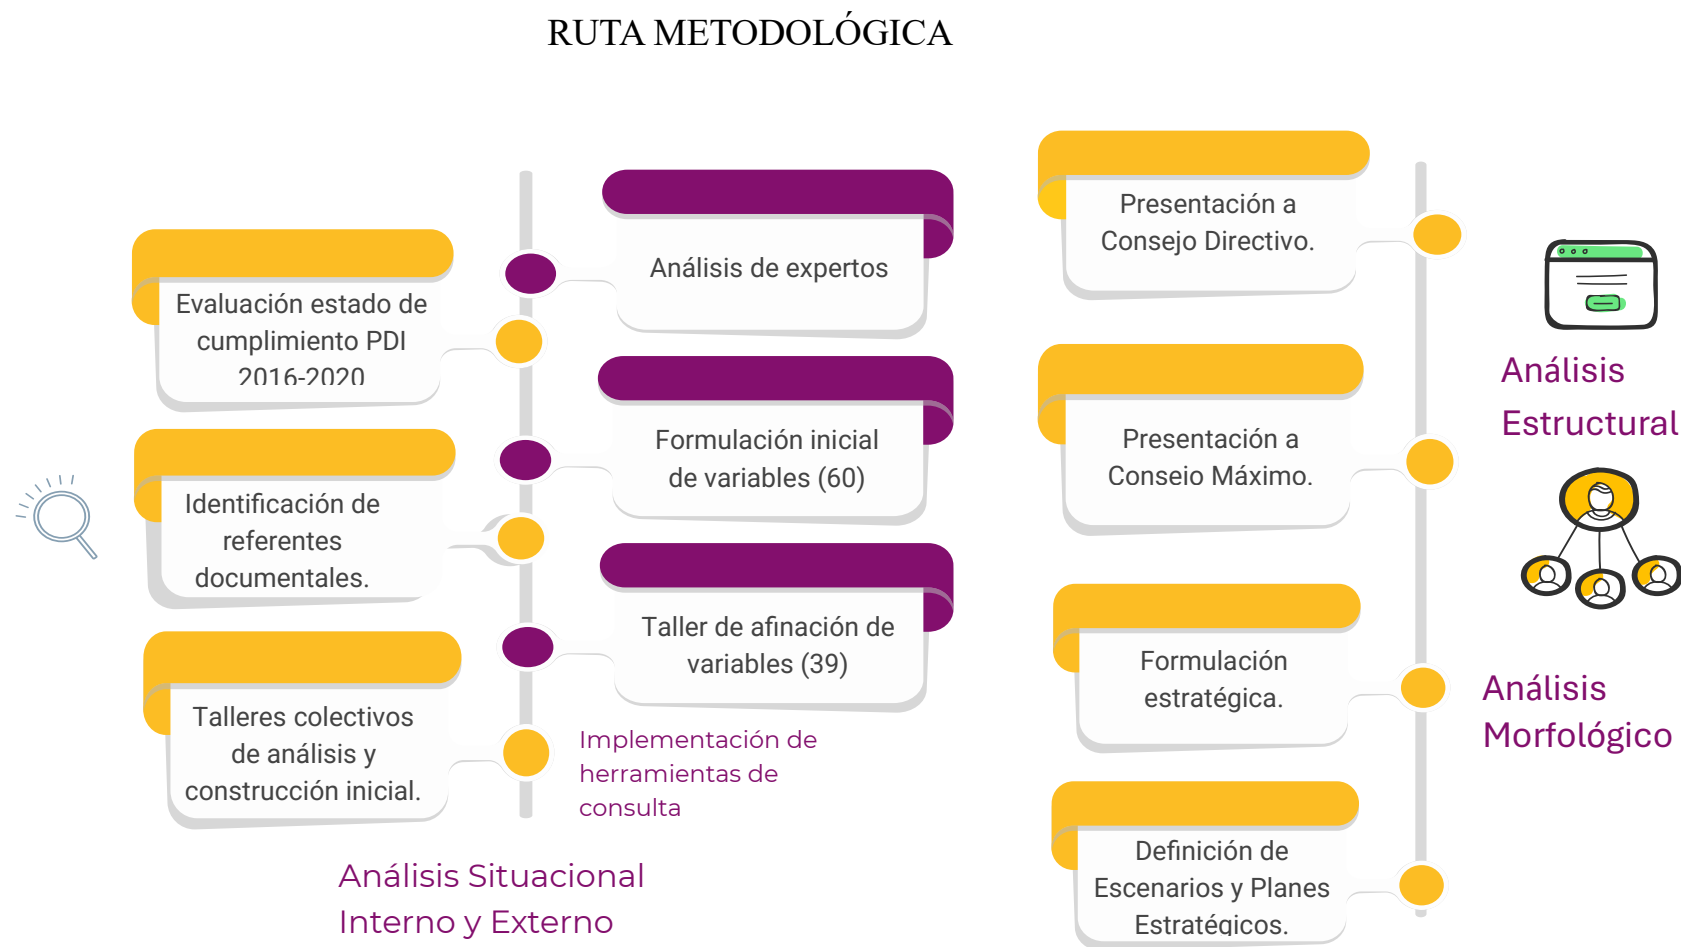 RUTA METODOLÓGICA
Evaluación estado de
cumplimiento PDI
2016-2020
Identificación de
referentes
documentales.
Talleres colectivos
de análisis y
construcción inicial.
Análisis de expertos
Formulación inicial
de variables (60)
Taller de afinación de
variables (39)
Implementación de
herramientas de
consulta
Análisis Situacional
Interno y Externo
Presentación a
Consejo Directivo.
Presentación a
Consejo Máximo.
Formulación
estratégica.
Definición de
Escenarios y Planes
Estratégicos.
Análisis
Estructural
Análisis
Morfológico